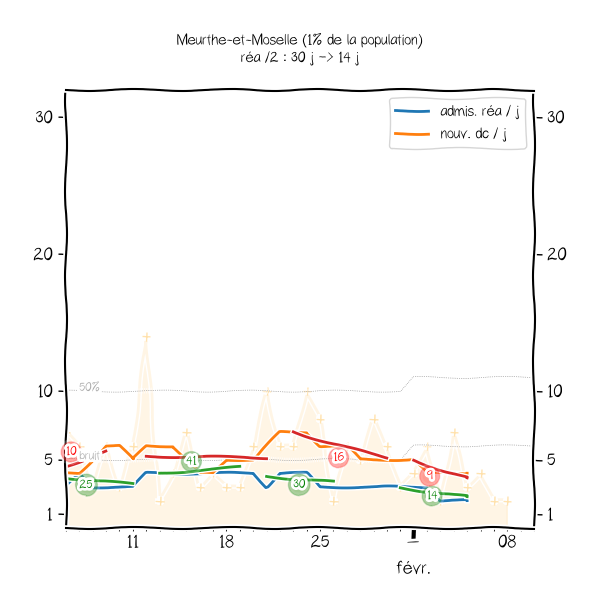 Meurthe-et-Moselle (1% de la population)
réa /2 : 30 j -> 14 j
admis. réa / j
nouv. dc / j
30 30
20 20
10 50% 10
5 bruit 5
1 1
10 25 41 30 16 9 14
11 18 25 1 08
févr.